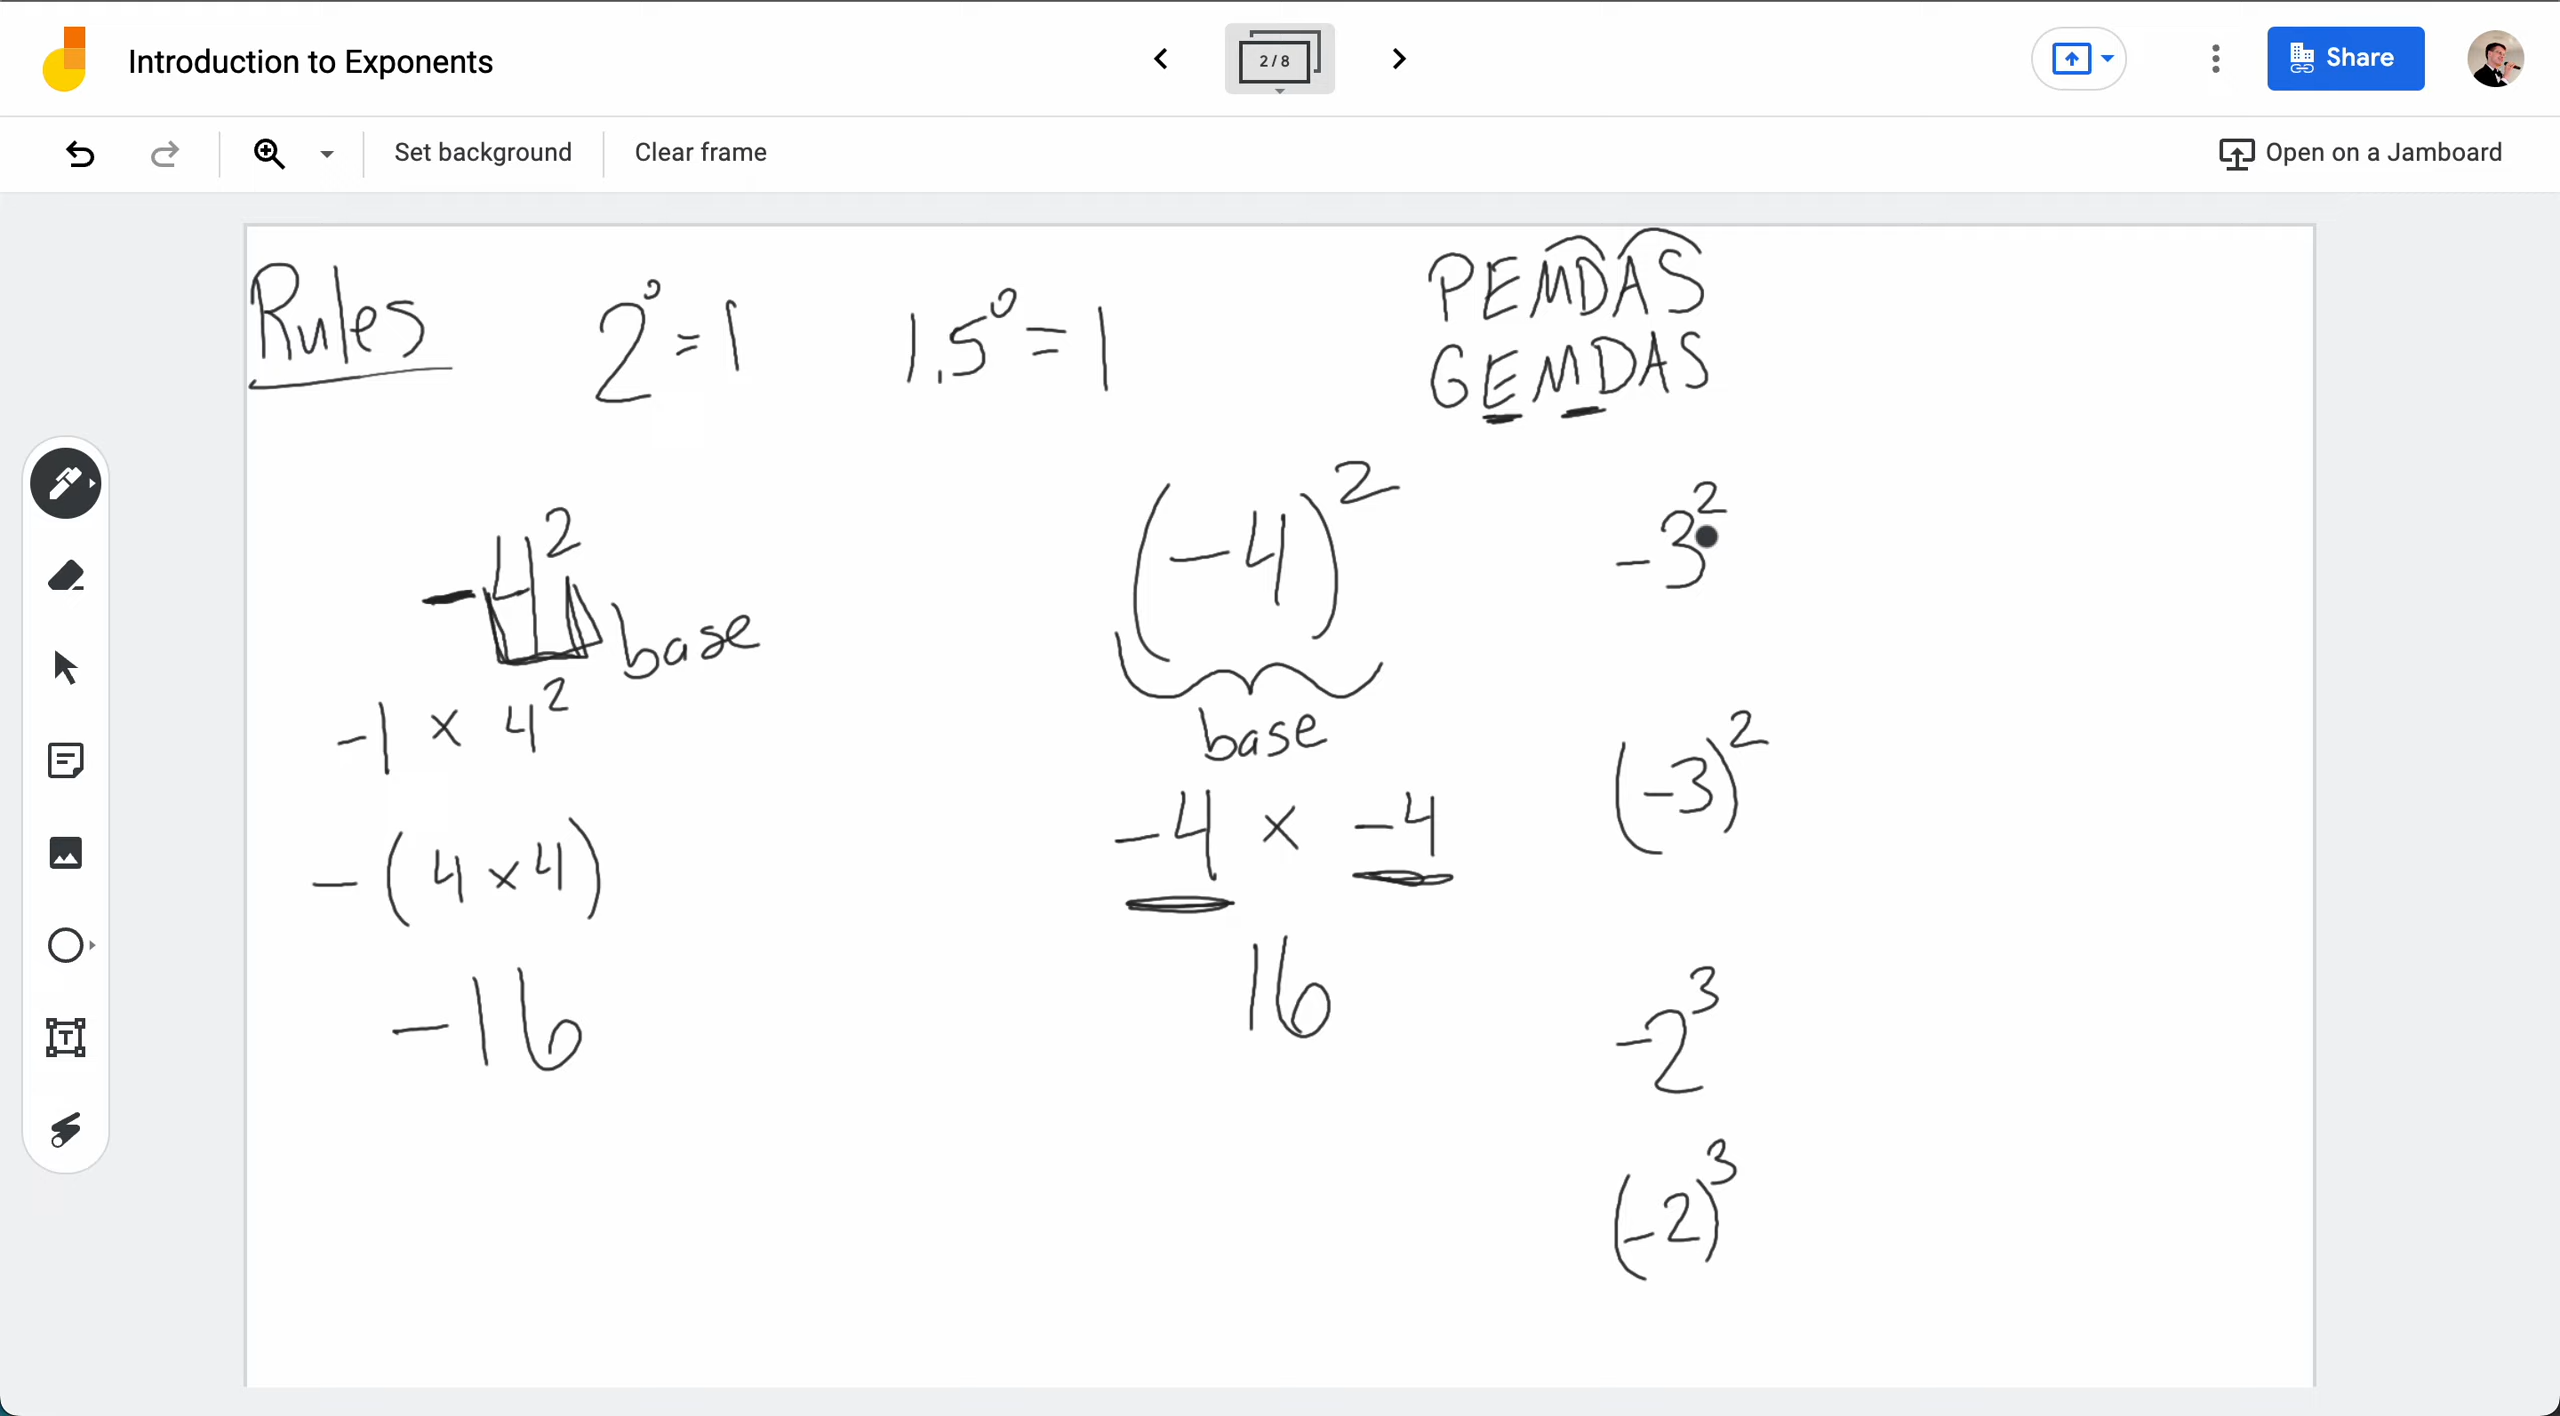 Introduction to Exponents
2 / 8
Share
Set background
Clear frame
Open on a Jamboard
Rules
2⁰ = 1
1.5⁰ = 1
PEMDAS
GEMDAS
-4²
base
-1 × 4²
-(4 × 4)
-16
(-4)²
base
-4 × -4
16
-3²
(-3)²
-2³
(-2)³